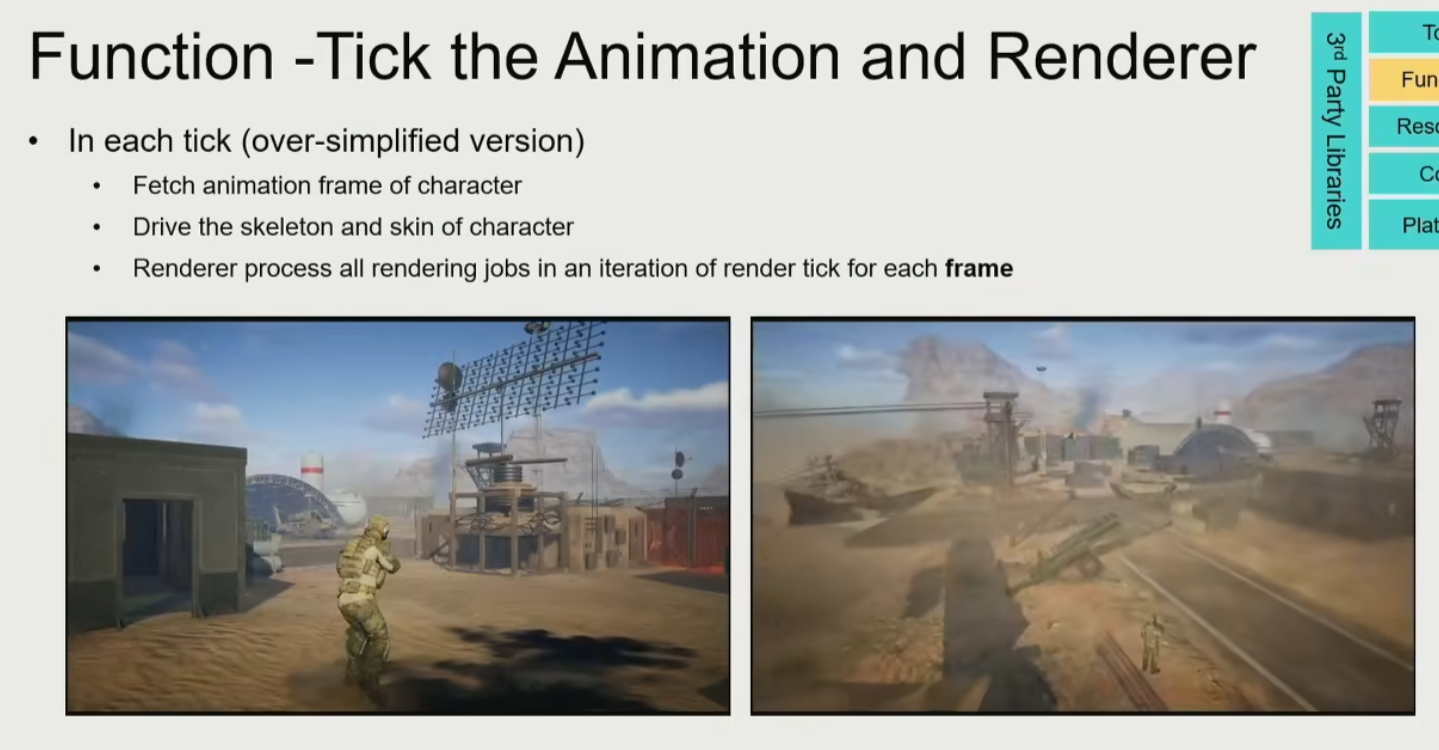 Function -Tick the Animation and Renderer
• In each tick (over-simplified version)
• Fetch animation frame of character
• Drive the skeleton and skin of character
• Renderer process all rendering jobs in an iteration of render tick for each frame
3rd Party Libraries
To
Fun
Reso
Co
Plat